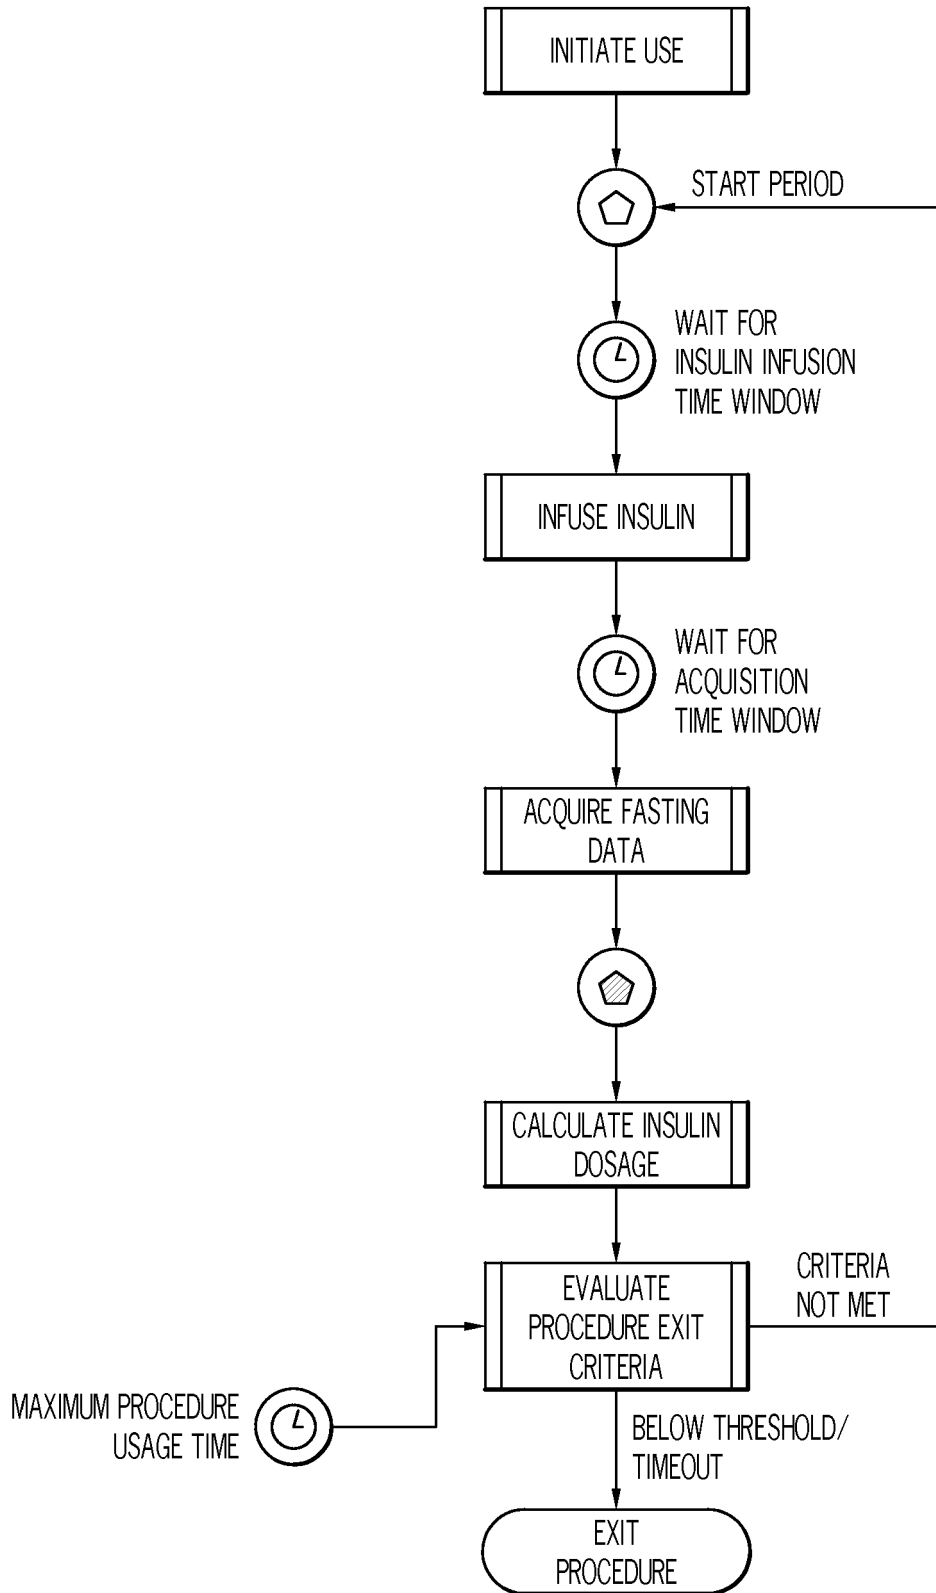 INITIATE USE
START PERIOD
WAIT FOR
INSULIN INFUSION
TIME WINDOW
INFUSE INSULIN
WAIT FOR
ACQUISITION
TIME WINDOW
ACQUIRE FASTING
DATA
CALCULATE INSULIN
DOSAGE
EVALUATE
PROCEDURE EXIT
CRITERIA
CRITERIA
NOT MET
MAXIMUM PROCEDURE
USAGE TIME
BELOW THRESHOLD/
TIMEOUT
EXIT
PROCEDURE